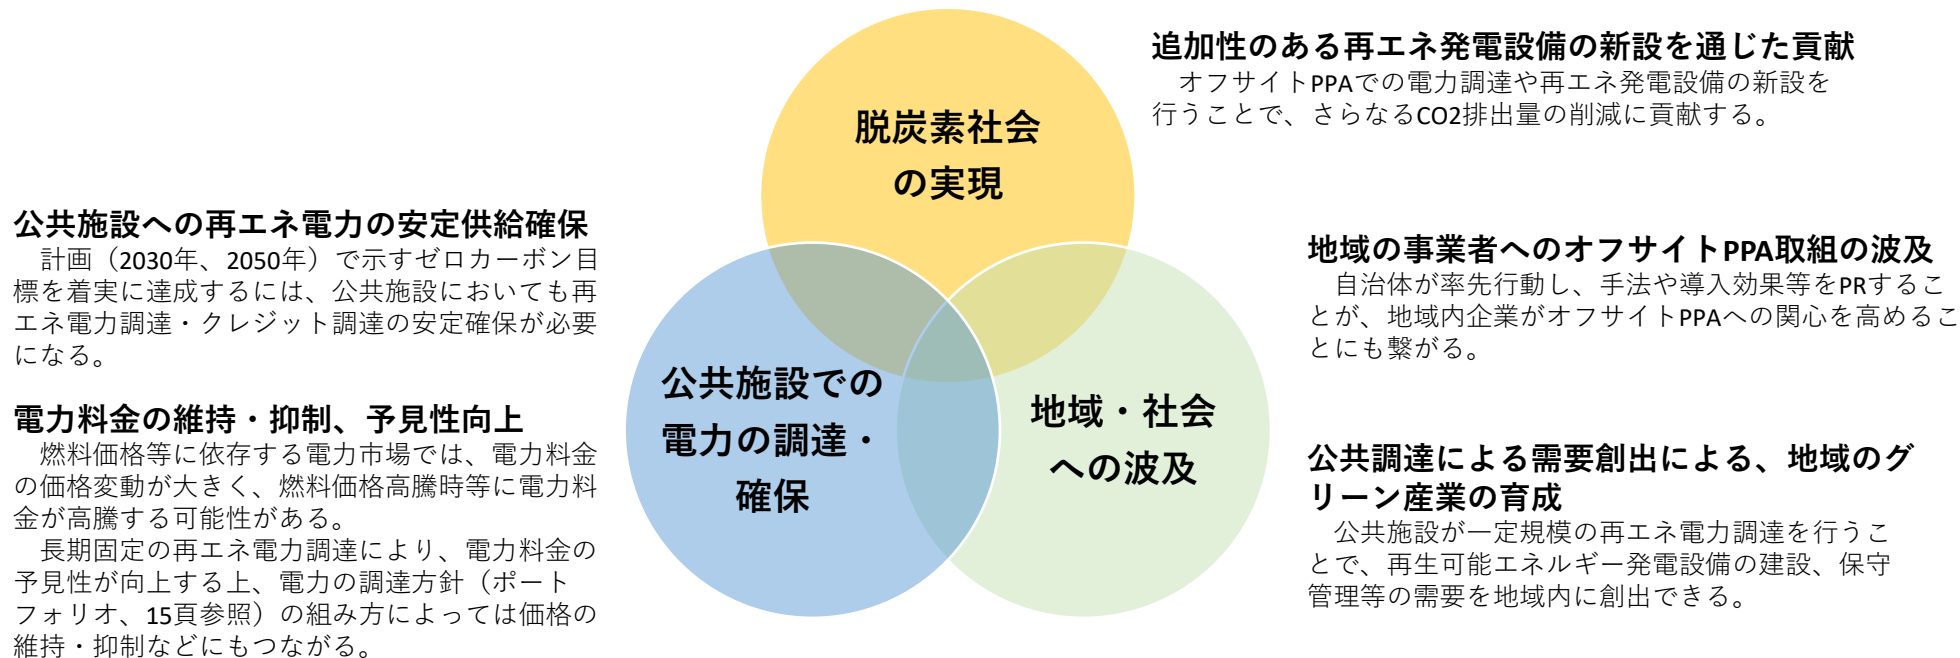 追加性のある再エネ発電設備の新設を通じた貢献
オフサイトPPAでの電力調達や再エネ発電設備の新設を
行うことで、さらなるCO2排出量の削減に貢献する。
脱炭素社会
の実現
公共施設への再エネ電力の安定供給確保
計画（2030年、2050年）で示すゼロカーボン目
標を着実に達成するには、公共施設においても再
エネ電力調達・クレジット調達の安定確保が必要
になる。
電力料金の維持・抑制、予見性向上
燃料価格等に依存する電力市場では、電力料金
の価格変動が大きく、燃料価格高騰時等に電力料
金が高騰する可能性がある。
長期固定の再エネ電力調達により、電力料金の
予見性が向上する上、電力の調達方針（ポート
フォリオ、15頁参照）の組み方によっては価格の
維持・抑制などにもつながる。
公共施設での
電力の調達・
確保
地域・社会
への波及
地域の事業者へのオフサイトPPA取組の波及
自治体が率先行動し、手法や導入効果等をPRするこ
とが、地域内企業がオフサイトPPAへの関心を高めるこ
とにも繋がる。
公共調達による需要創出による、地域のグ
リーン産業の育成
公共施設が一定規模の再エネ電力調達を行うこ
とで、再生可能エネルギー発電設備の建設、保守
管理等の需要を地域内に創出できる。